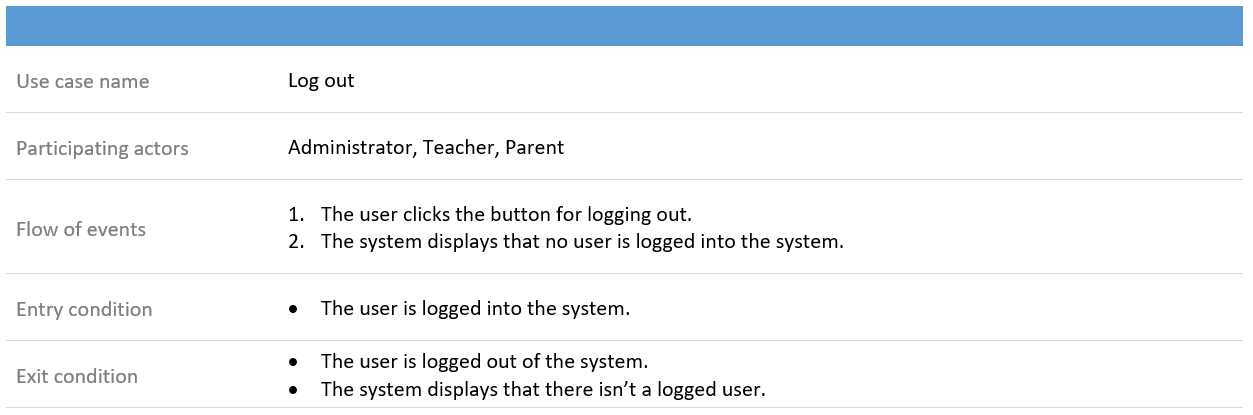 Use case name
Log out
Participating actors
Administrator, Teacher, Parent
Flow of events
1. The user clicks the button for logging out.
2. The system displays that no user is logged into the system.
Entry condition
• The user is logged into the system.
Exit condition
• The user is logged out of the system.
• The system displays that there isn’t a logged user.